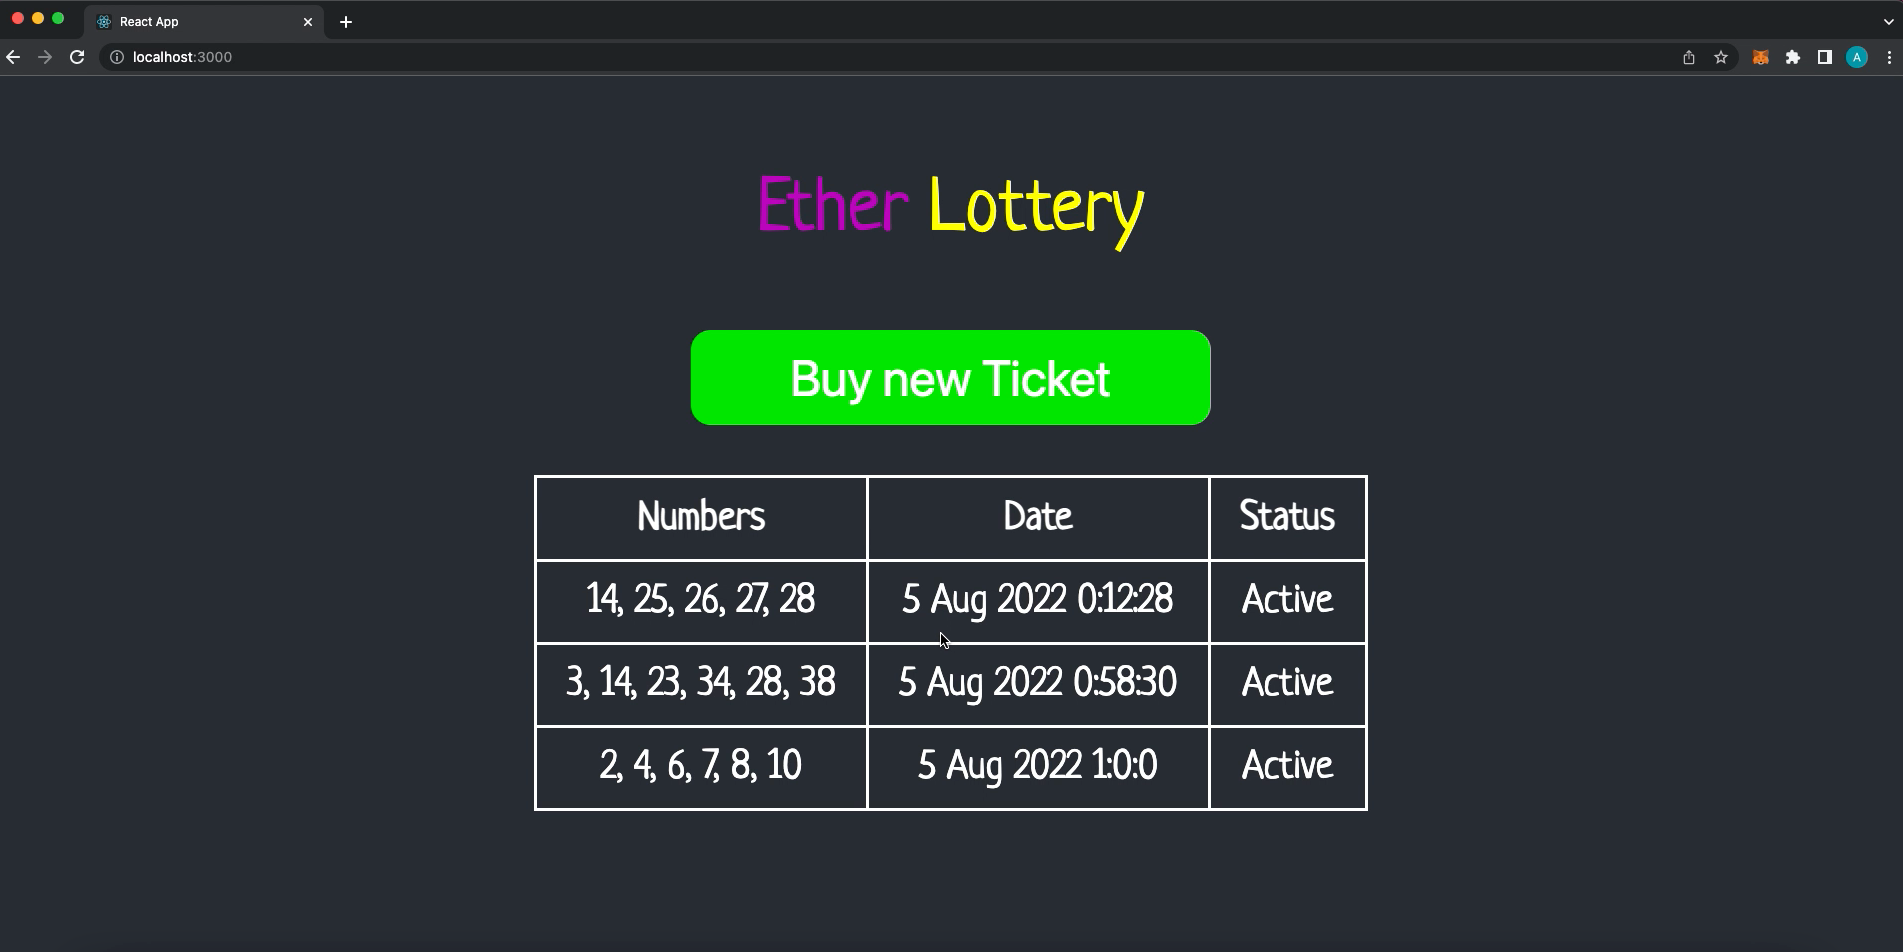 React App
localhost:3000
A
Ether Lottery
Buy new Ticket
Numbers Date Status
14, 25, 26, 27, 28 5 Aug 2022 0:12:28 Active
3, 14, 23, 34, 28, 38 5 Aug 2022 0:58:30 Active
2, 4, 6, 7, 8, 10 5 Aug 2022 1:0:0 Active